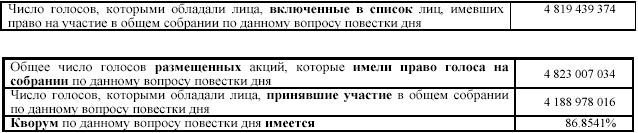 Число голосов, которыми обладали лица, включенные в список лиц, имевших 4 819 439 374
право на участие в общем собрании по данному вопросу повестки дня
Общее число голосов размещенных акций, которые имели право голоса на 4 823 007 034
собрании по данному вопросу повестки дня
Число голосов, которыми обладали лица, принявшие участие в общем собрании 4 188 978 016
по данному вопросу повестки дня
Кворум по данному вопросу повестки дня имеется 86.8541%